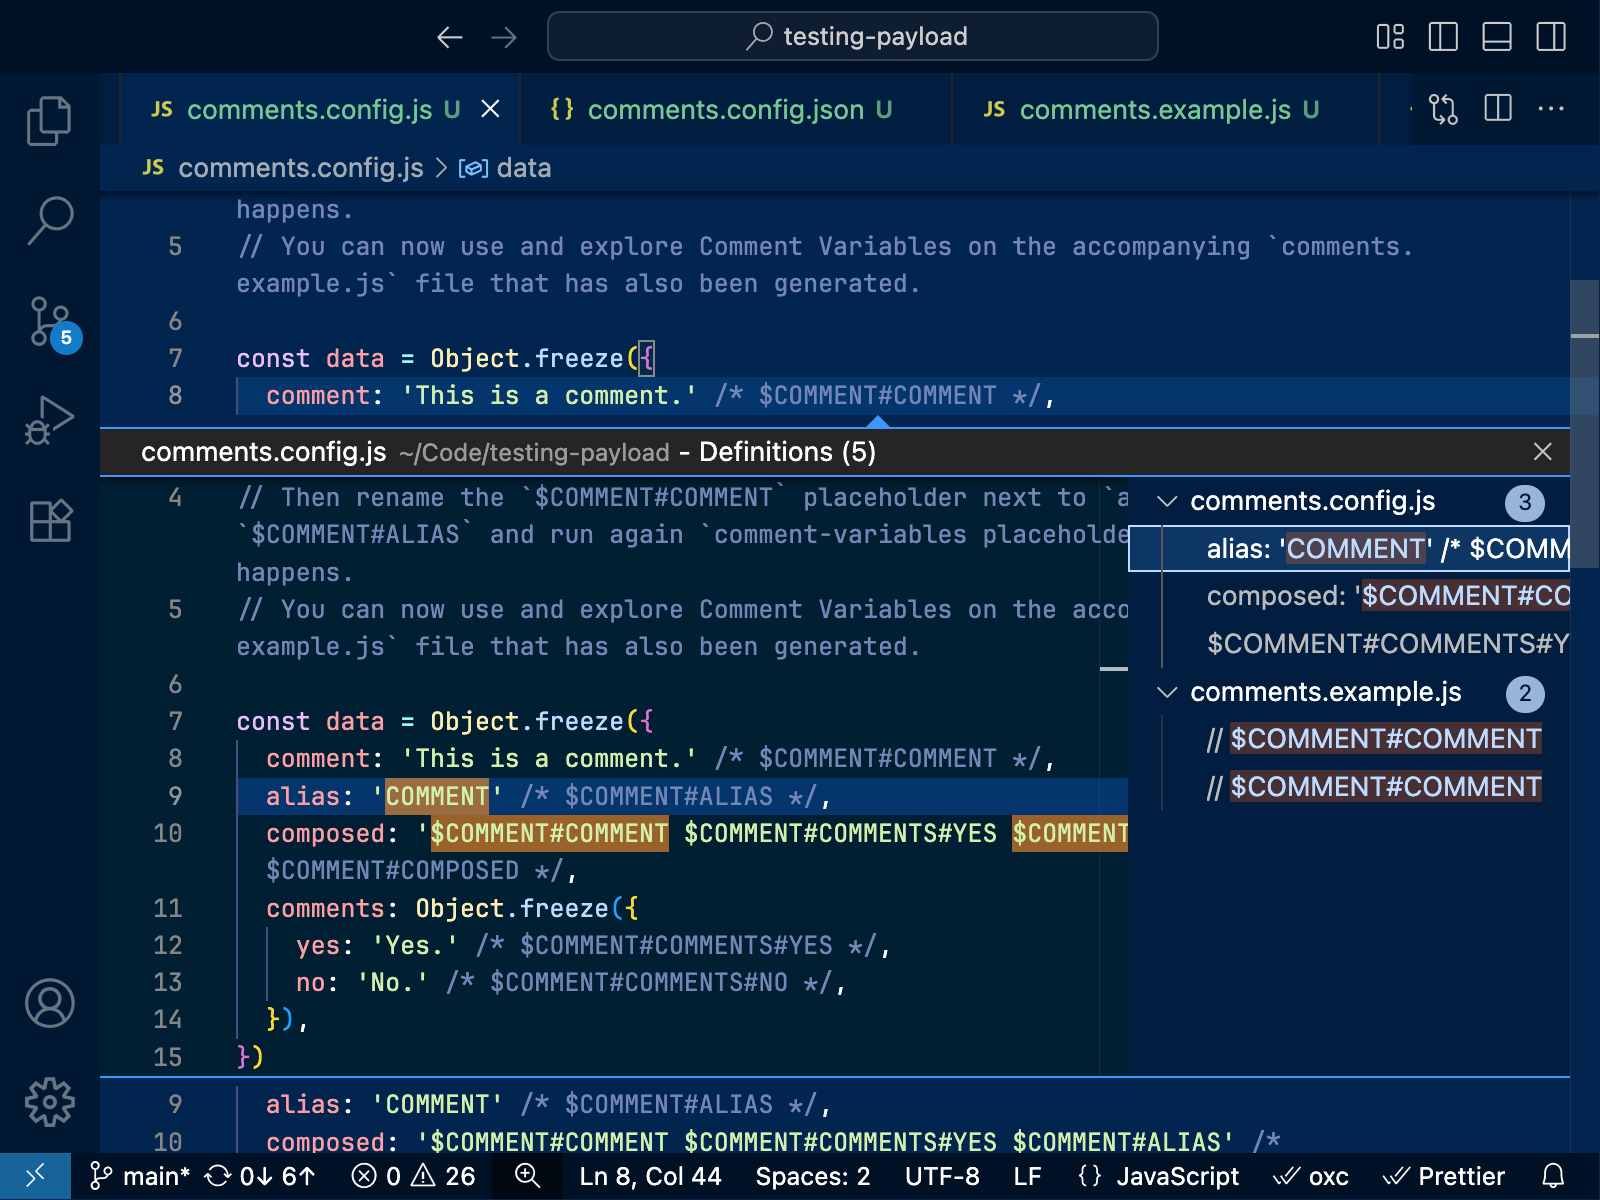 testing-payload
JS comments.config.js U
{} comments.config.json U
JS comments.example.js U
JS comments.config.js > data
happens.
5 // You can now use and explore Comment Variables on the accompanying `comments.
example.js` file that has also been generated.
6
7 const data = Object.freeze({
8 comment: 'This is a comment.' /* $COMMENT#COMMENT */,
comments.config.js ~/Code/testing-payload - Definitions (5)
4 // Then rename the `$COMMENT#COMMENT` placeholder next to `a
`$COMMENT#ALIAS` and run again `comment-variables placeholde
happens.
5 // You can now use and explore Comment Variables on the acco
example.js` file that has also been generated.
6
7 const data = Object.freeze({
8 comment: 'This is a comment.' /* $COMMENT#COMMENT */,
9 alias: 'COMMENT' /* $COMMENT#ALIAS */,
10 composed: '$COMMENT#COMMENT $COMMENT#COMMENTS#YES $COMMENT
$COMMENT#COMPOSED */,
11 comments: Object.freeze({
12 yes: 'Yes.' /* $COMMENT#COMMENTS#YES */,
13 no: 'No.' /* $COMMENT#COMMENTS#NO */,
14 }),
15 })
comments.config.js 3
alias: 'COMMENT' /* $COMM
composed: '$COMMENT#CO
$COMMENT#COMMENTS#Y
comments.example.js 2
// $COMMENT#COMMENT
// $COMMENT#COMMENT
9 alias: 'COMMENT' /* $COMMENT#ALIAS */,
10 composed: '$COMMENT#COMMENT $COMMENT#COMMENTS#YES $COMMENT#ALIAS' /*
5
main* 0↓ 6↑ 0 26 Ln 8, Col 44 Spaces: 2 UTF-8 LF {} JavaScript oxc Prettier